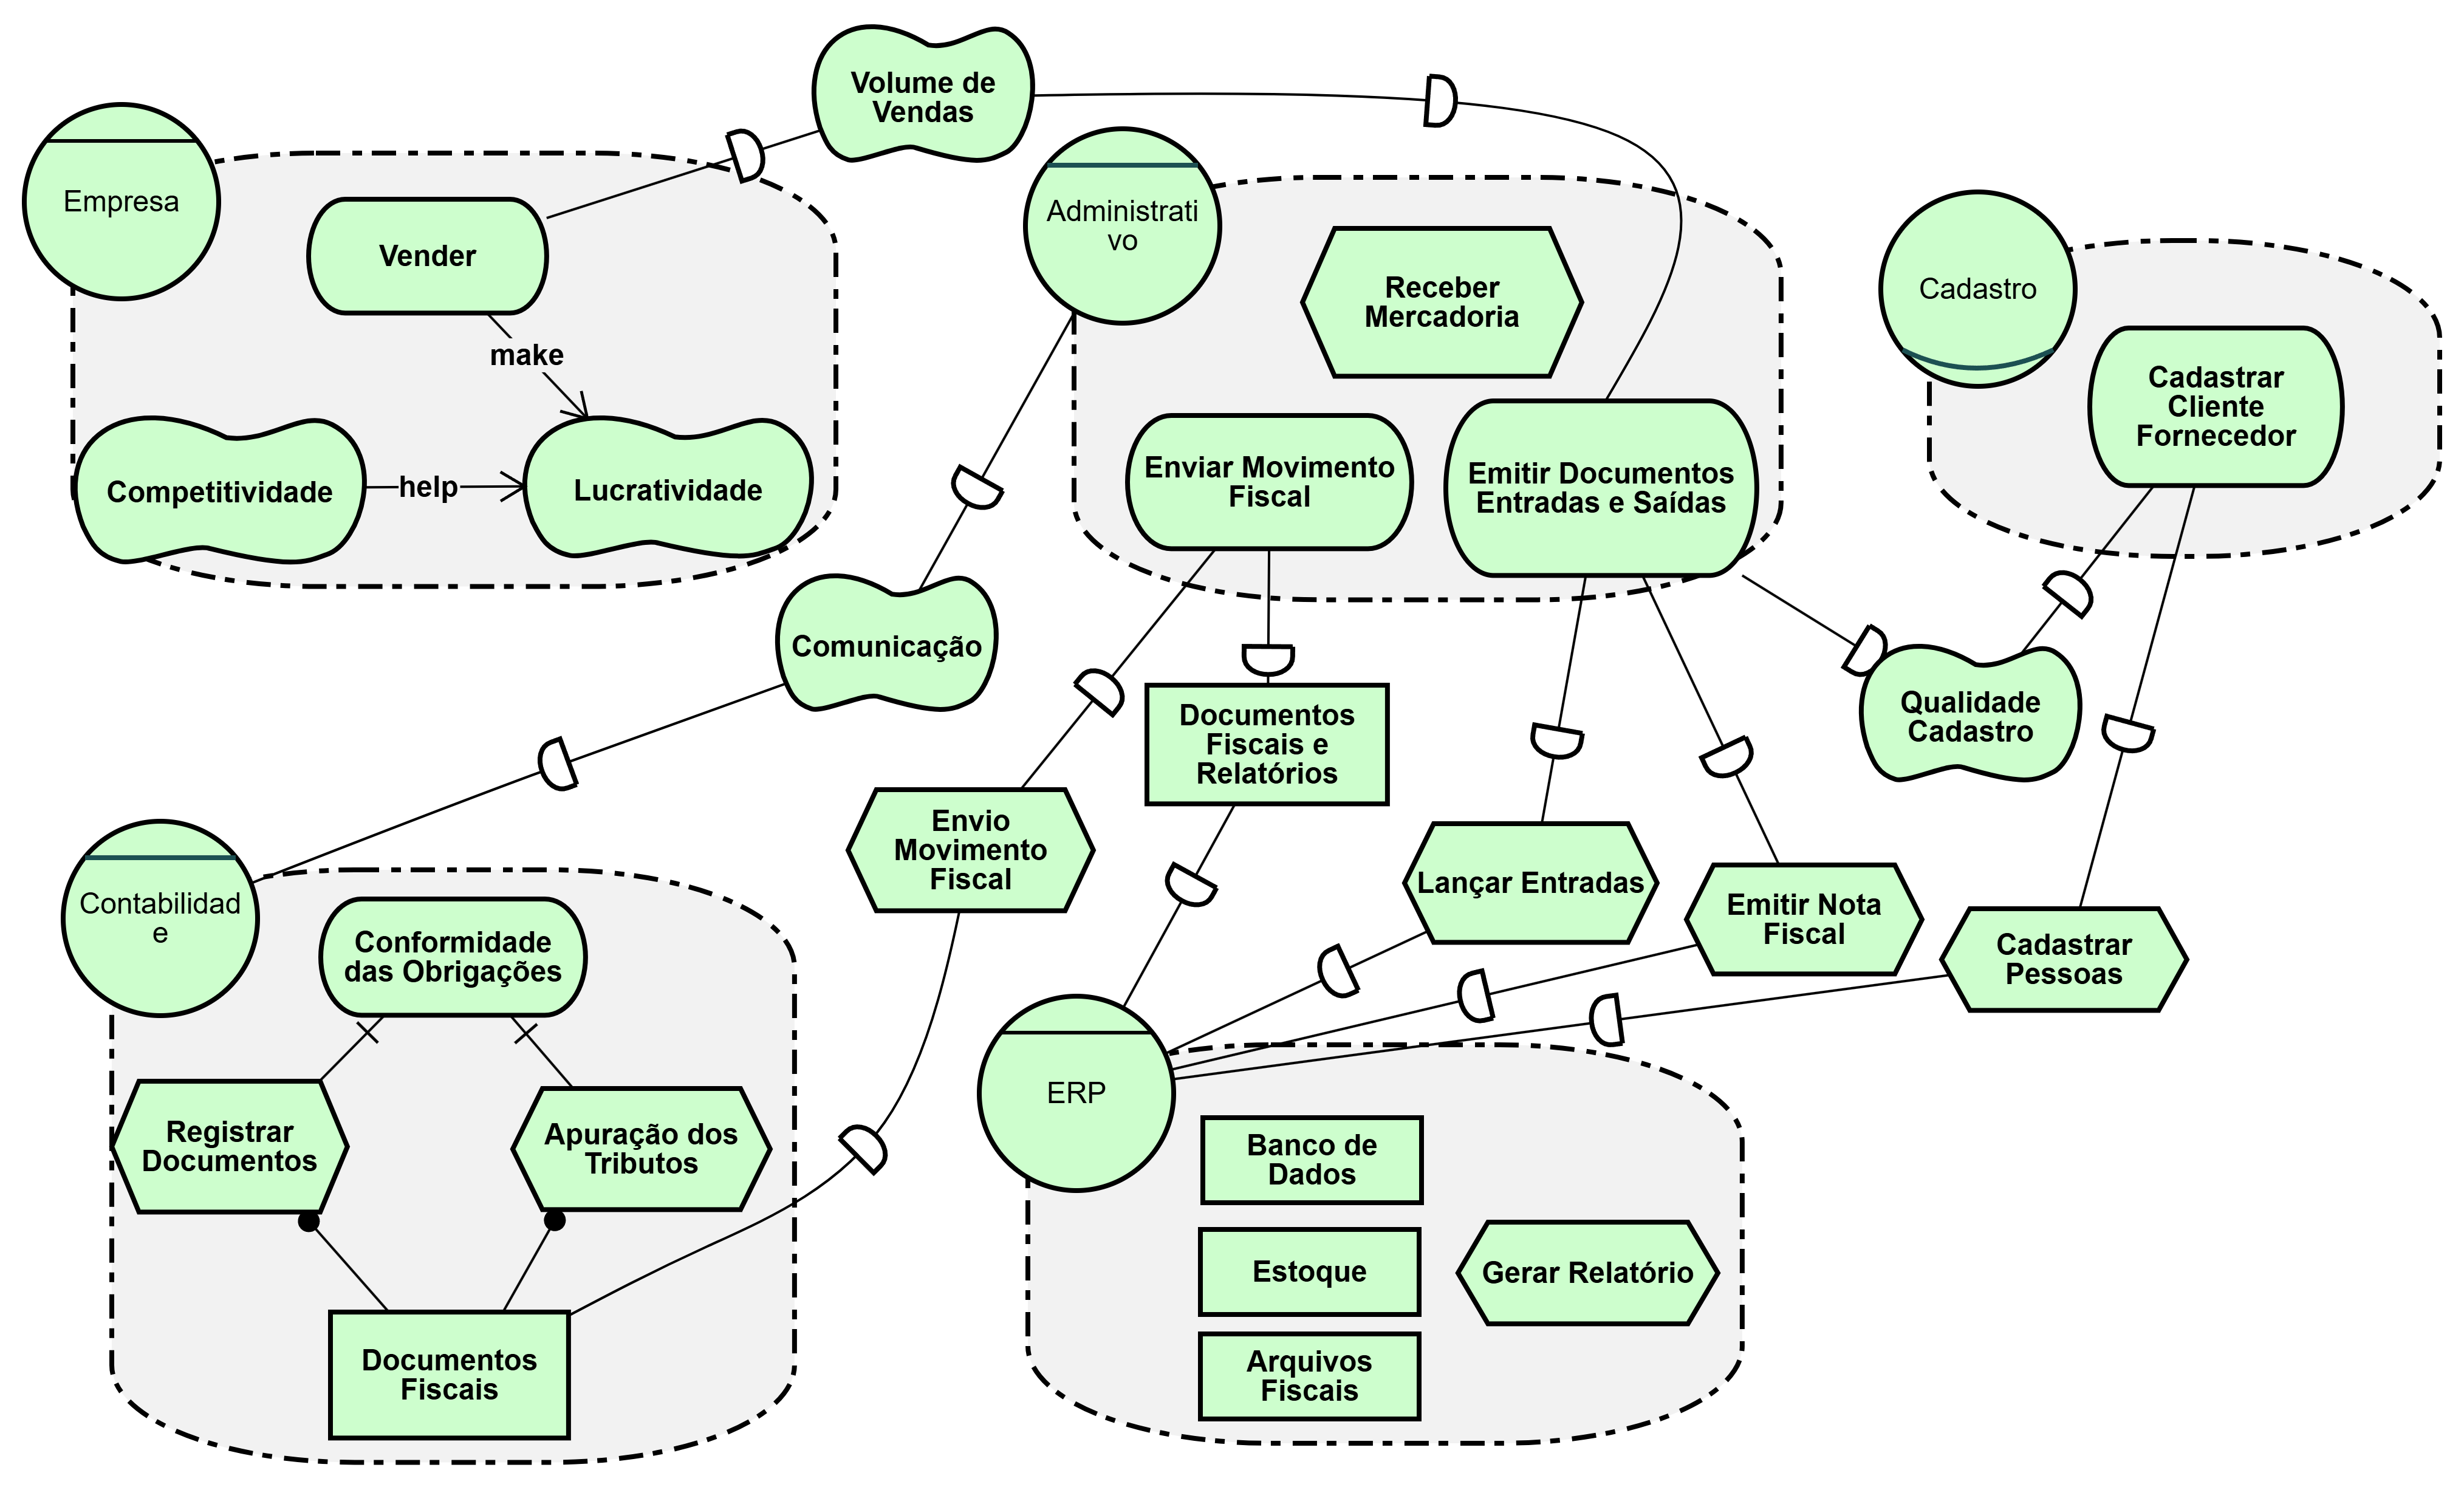 Volume de
Vendas
Empresa
Vender
make
Competitividade
help
Lucratividade
Administrati
vo
Receber
Mercadoria
Enviar Movimento
Fiscal
Emitir Documentos
Entradas e Saídas
Cadastro
Cadastrar
Cliente
Fornecedor
Comunicação
Documentos
Fiscais e
Relatórios
Qualidade
Cadastro
Envio
Movimento
Fiscal
Lançar Entradas
Emitir Nota
Fiscal
Cadastrar
Pessoas
Contabilidad
e
Conformidade
das Obrigações
Registrar
Documentos
Apuração dos
Tributos
Documentos
Fiscais
ERP
Banco de
Dados
Estoque
Gerar Relatório
Arquivos
Fiscais